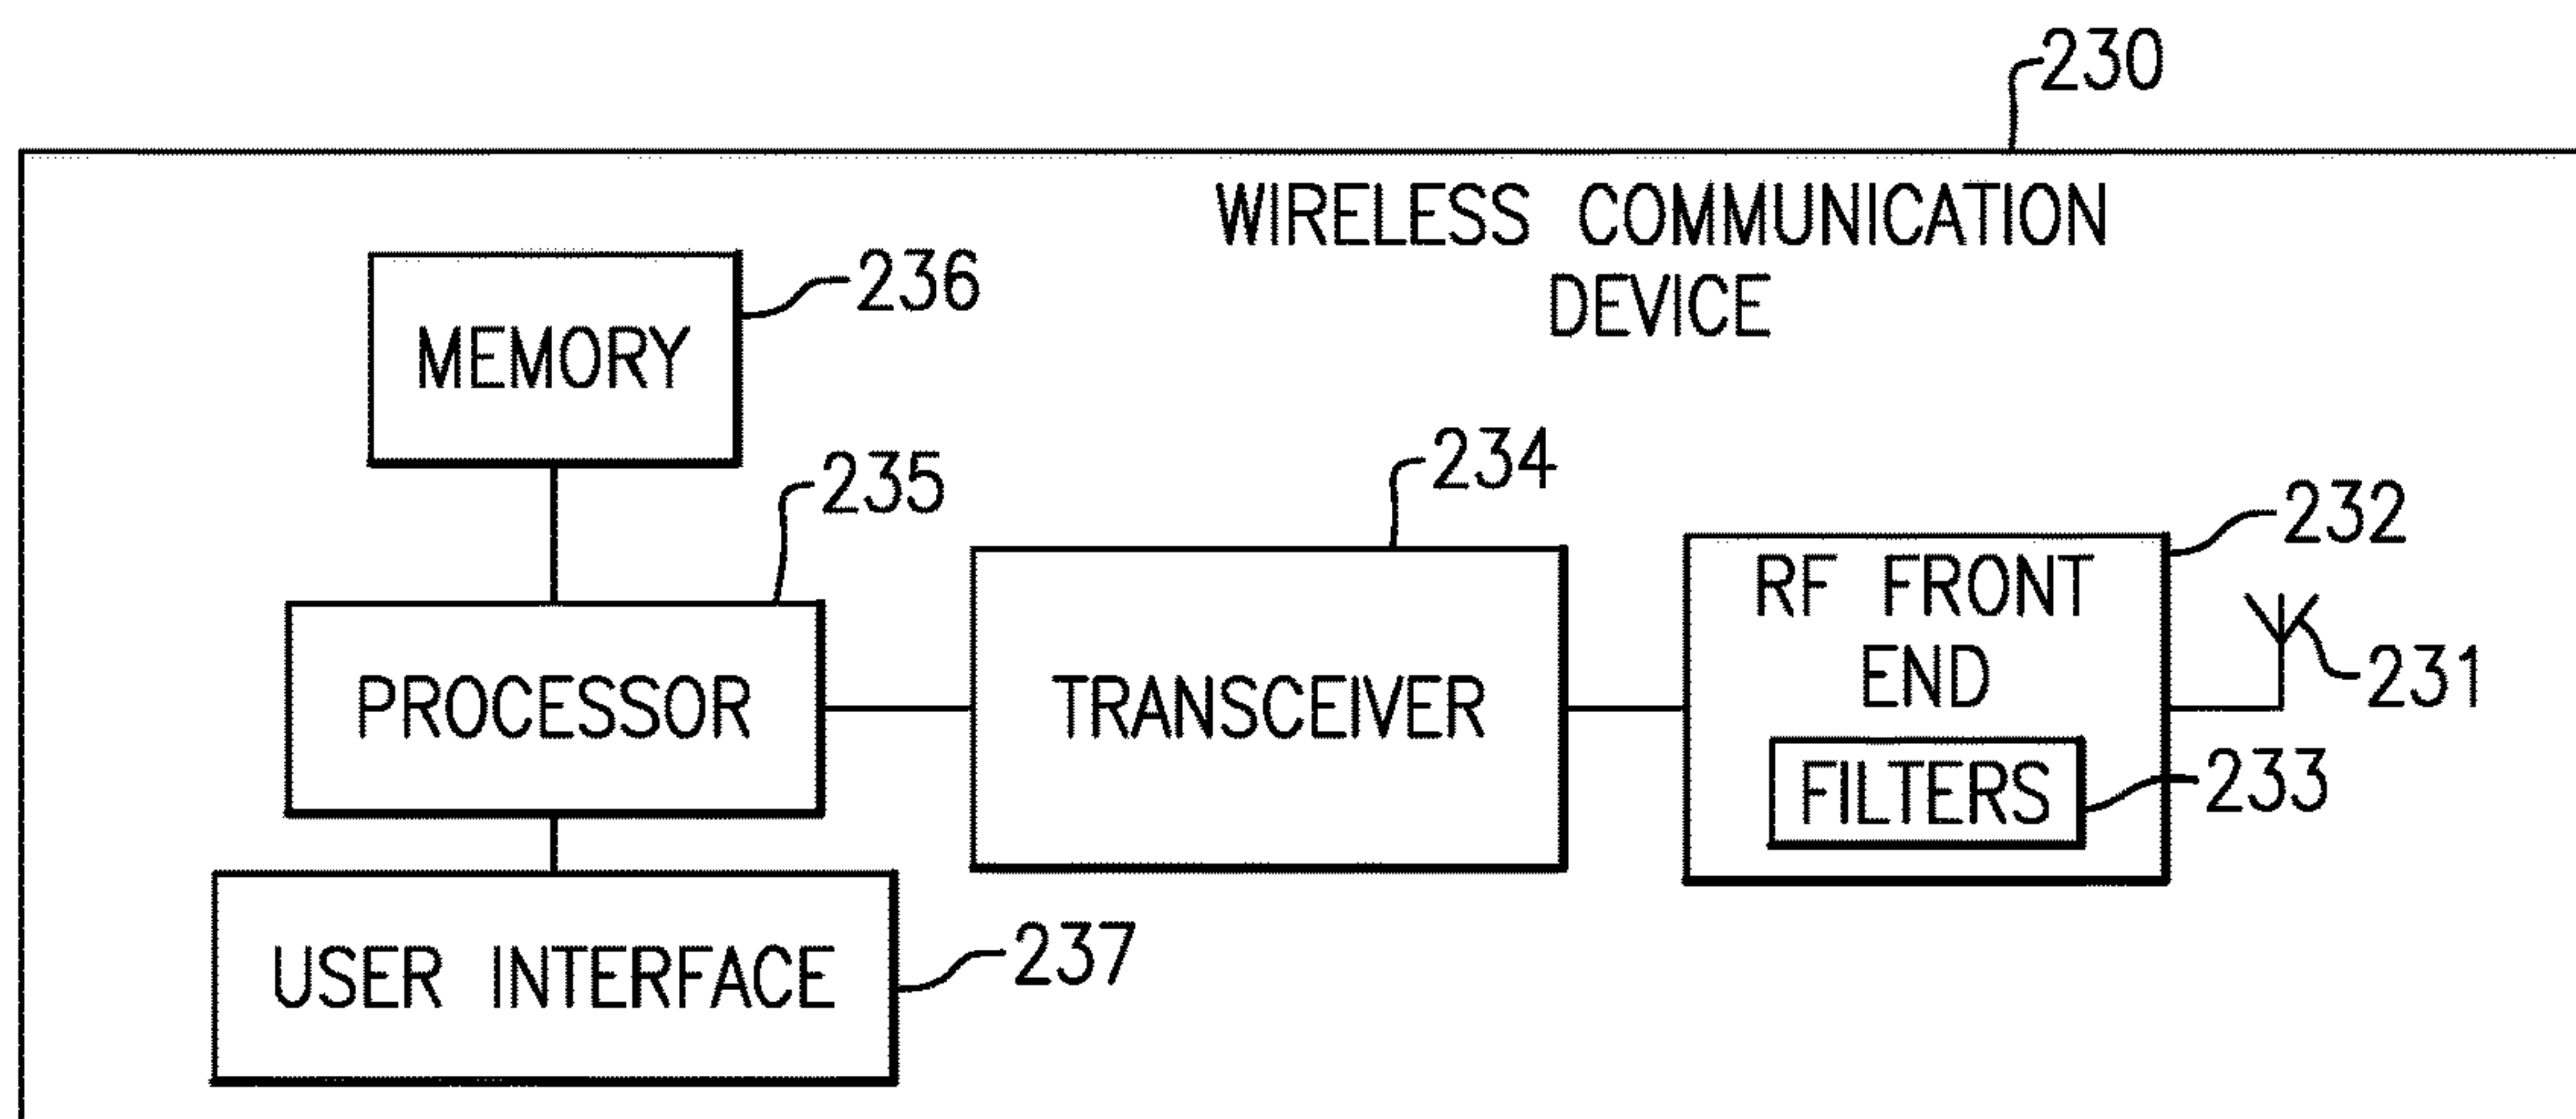 230
WIRELESS COMMUNICATION
DEVICE
MEMORY
236
235
PROCESSOR
234
TRANSCEIVER
232
RF FRONT
END
231
FILTERS
233
USER INTERFACE
237